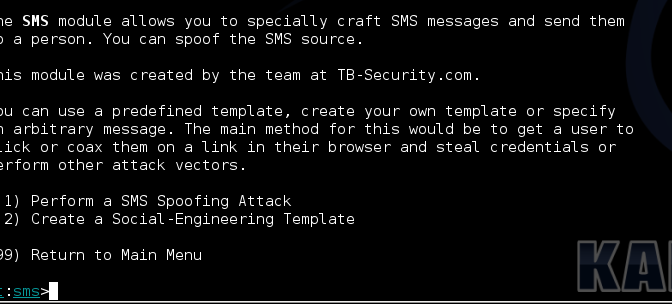 he SMS module allows you to specially craft SMS messages and send them
o a person. You can spoof the SMS source.
his module was created by the team at TB-Security.com.
ou can use a predefined template, create your own template or specify
n arbitrary message. The main method for this would be to get a user to
lick or coax them on a link in their browser and steal credentials or
erform other attack vectors.
1) Perform a SMS Spoofing Attack
2) Create a Social-Engineering Template
99) Return to Main Menu
t:sms>
KA